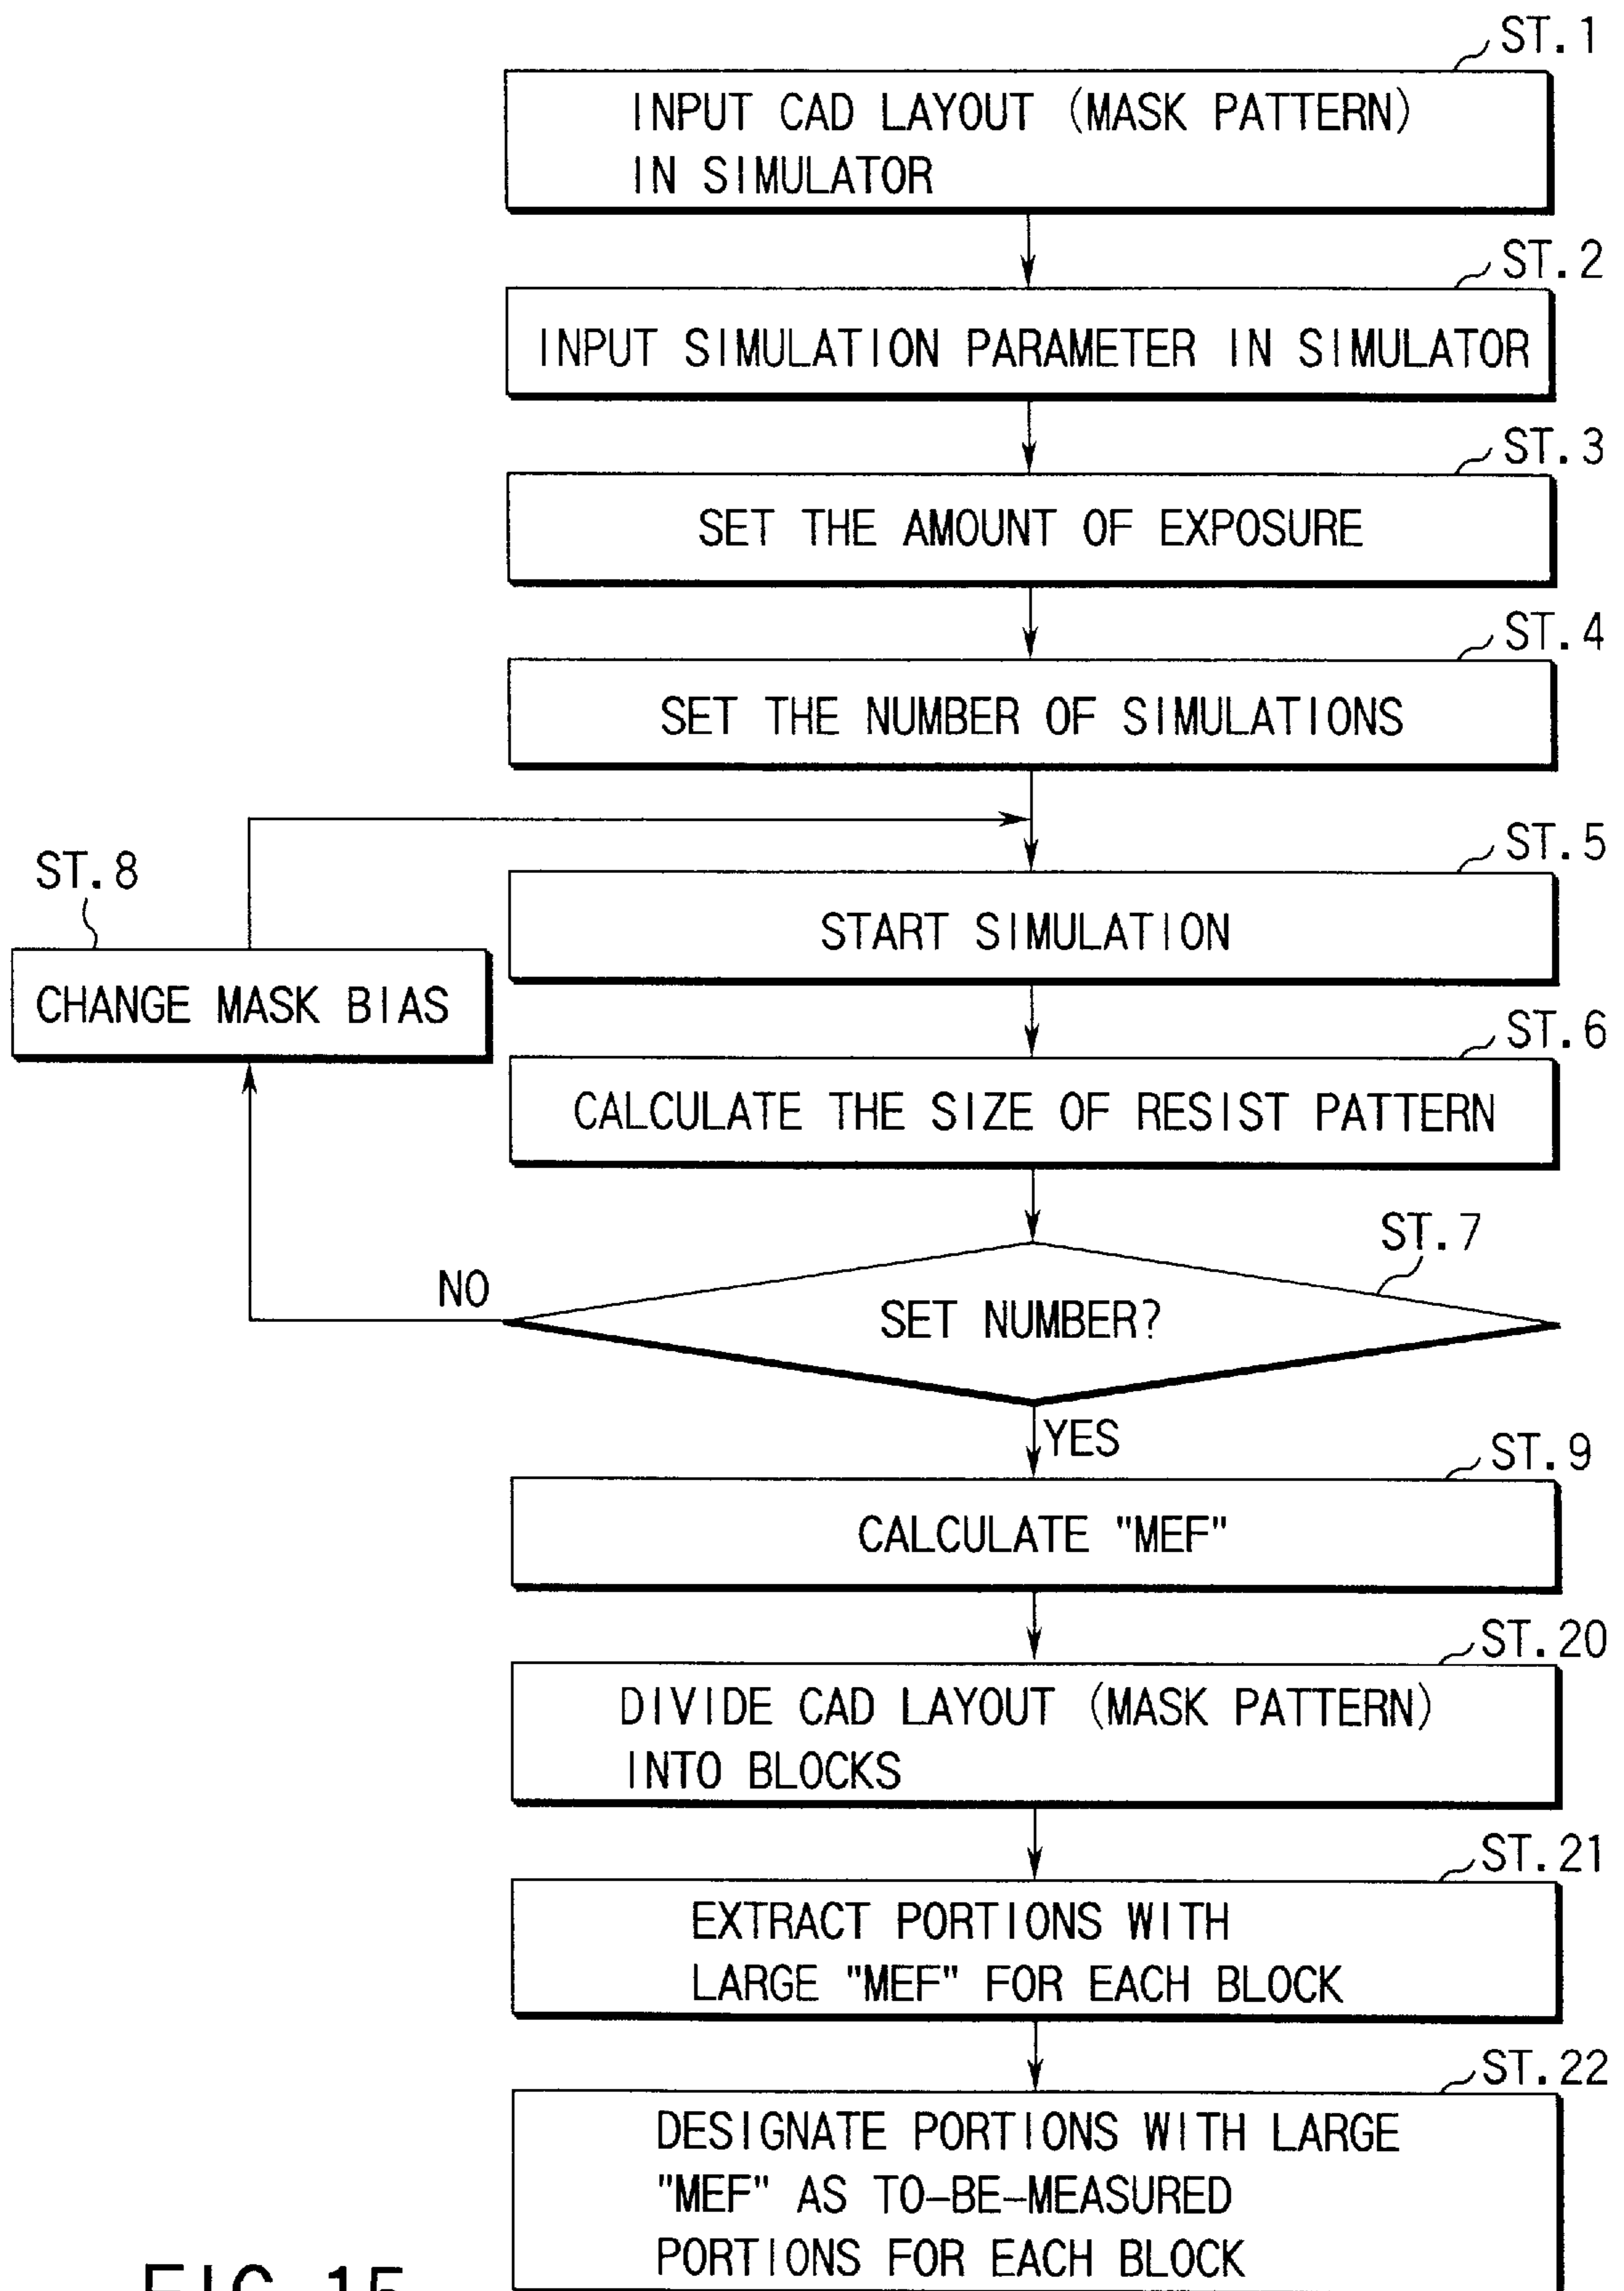 ST.1
INPUT CAD LAYOUT (MASK PATTERN)
IN SIMULATOR
ST.2
INPUT SIMULATION PARAMETER IN SIMULATOR
ST.3
SET THE AMOUNT OF EXPOSURE
ST.4
SET THE NUMBER OF SIMULATIONS
ST.5
START SIMULATION
ST.8
CHANGE MASK BIAS
ST.6
CALCULATE THE SIZE OF RESIST PATTERN
ST.7
SET NUMBER?
NO
YES
ST.9
CALCULATE "MEF"
ST.20
DIVIDE CAD LAYOUT (MASK PATTERN)
INTO BLOCKS
ST.21
EXTRACT PORTIONS WITH
LARGE "MEF" FOR EACH BLOCK
ST.22
DESIGNATE PORTIONS WITH LARGE
"MEF" AS TO-BE-MEASURED
PORTIONS FOR EACH BLOCK
FIG.15